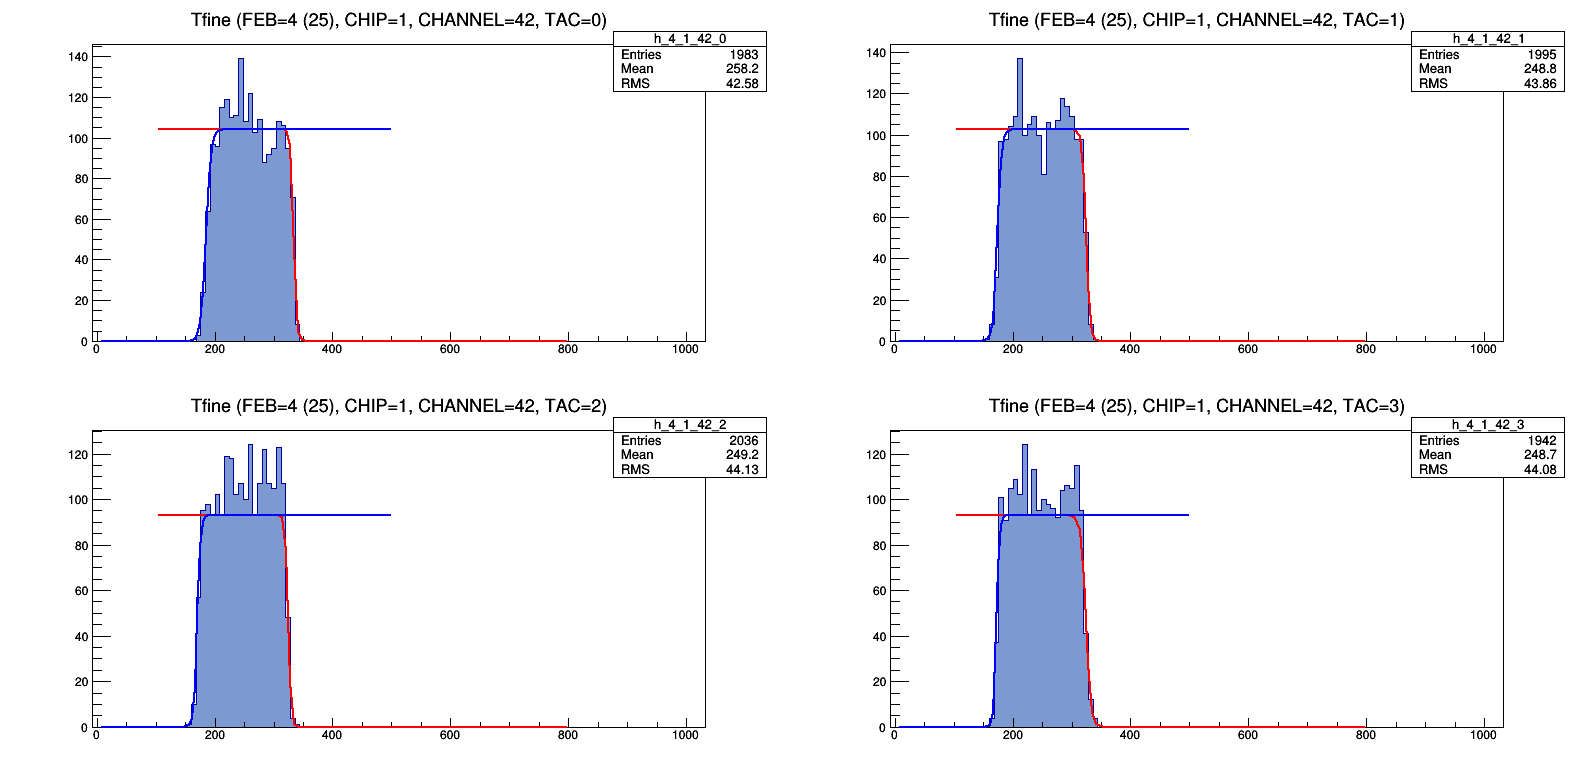 Tfine (FEB=4 (25), CHIP=1, CHANNEL=42, TAC=0)
h_4_1_42_0
Entries 1983
Mean 258.2
RMS 42.58
140
120
100
80
60
40
20
0
0 200 400 600 800 1000
Tfine (FEB=4 (25), CHIP=1, CHANNEL=42, TAC=1)
h_4_1_42_1
Entries 1995
Mean 248.8
RMS 43.86
140
120
100
80
60
40
20
0
0 200 400 600 800 1000
Tfine (FEB=4 (25), CHIP=1, CHANNEL=42, TAC=2)
h_4_1_42_2
Entries 2036
Mean 249.2
RMS 44.13
120
100
80
60
40
20
0
0 200 400 600 800 1000
Tfine (FEB=4 (25), CHIP=1, CHANNEL=42, TAC=3)
h_4_1_42_3
Entries 1942
Mean 248.7
RMS 44.08
120
100
80
60
40
20
0
0 200 400 600 800 1000